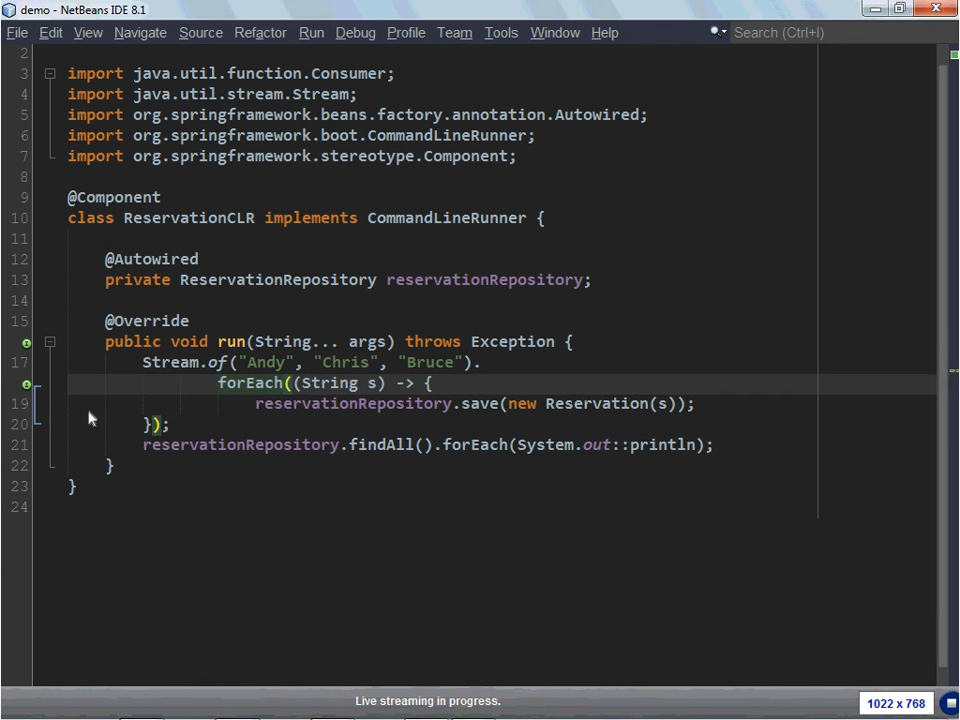 demo - NetBeans IDE 8.1
File Edit View Navigate Source Refactor Run Debug Profile Team Tools Window Help Search (Ctrl+I)
2
3 import java.util.function.Consumer;
4 import java.util.stream.Stream;
5 import org.springframework.beans.factory.annotation.Autowired;
6 import org.springframework.boot.CommandLineRunner;
7 import org.springframework.stereotype.Component;
8
9 @Component
10 class ReservationCLR implements CommandLineRunner {
11
12     @Autowired
13     private ReservationRepository reservationRepository;
14
15     @Override
    public void run(String... args) throws Exception {
17         Stream.of("Andy", "Chris", "Bruce").
                forEach((String s) -> {
19                     reservationRepository.save(new Reservation(s));
20         });
21         reservationRepository.findAll().forEach(System.out::println);
22     }
23 }
24
Live streaming in progress.
1022 x 768